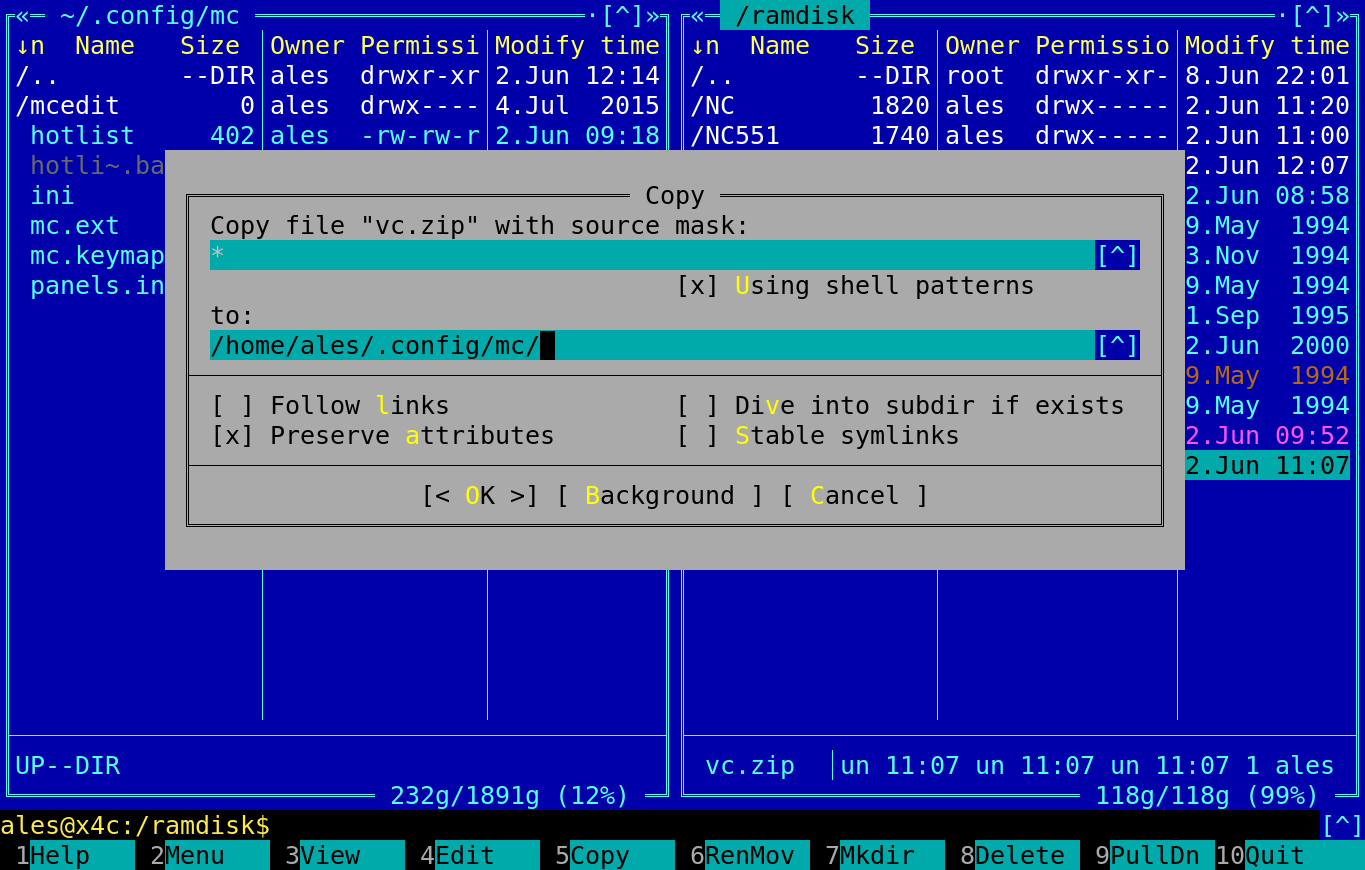 «═ ~/.config/mc ·[^]» «═ /ramdisk ·[^]»
↓n Name Size Owner Permissi Modify time ↓n Name Size Owner Permissio Modify time
/.. --DIR ales drwxr-xr 2.Jun 12:14 /.. --DIR root drwxr-xr- 8.Jun 22:01
/mcedit 0 ales drwx---- 4.Jul 2015 /NC 1820 ales drwx----- 2.Jun 11:20
hotlist 402 ales -rw-rw-r 2.Jun 09:18 /NC551 1740 ales drwx----- 2.Jun 11:00
hotli~.ba 2.Jun 12:07
ini Copy 2.Jun 08:58
mc.ext Copy file "vc.zip" with source mask: 9.May 1994
mc.keymap * [^] 3.Nov 1994
panels.in [x] Using shell patterns 9.May 1994
to: 1.Sep 1995
/home/ales/.config/mc/ [^] 2.Jun 2000
9.May 1994
[ ] Follow links [ ] Dive into subdir if exists 9.May 1994
[x] Preserve attributes [ ] Stable symlinks 2.Jun 09:52
2.Jun 11:07
[< OK >] [ Background ] [ Cancel ]
UP--DIR vc.zip un 11:07 un 11:07 un 11:07 1 ales
232g/1891g (12%) 118g/118g (99%)
ales@x4c:/ramdisk$ [^]
1Help 2Menu 3View 4Edit 5Copy 6RenMov 7Mkdir 8Delete 9PullDn 10Quit